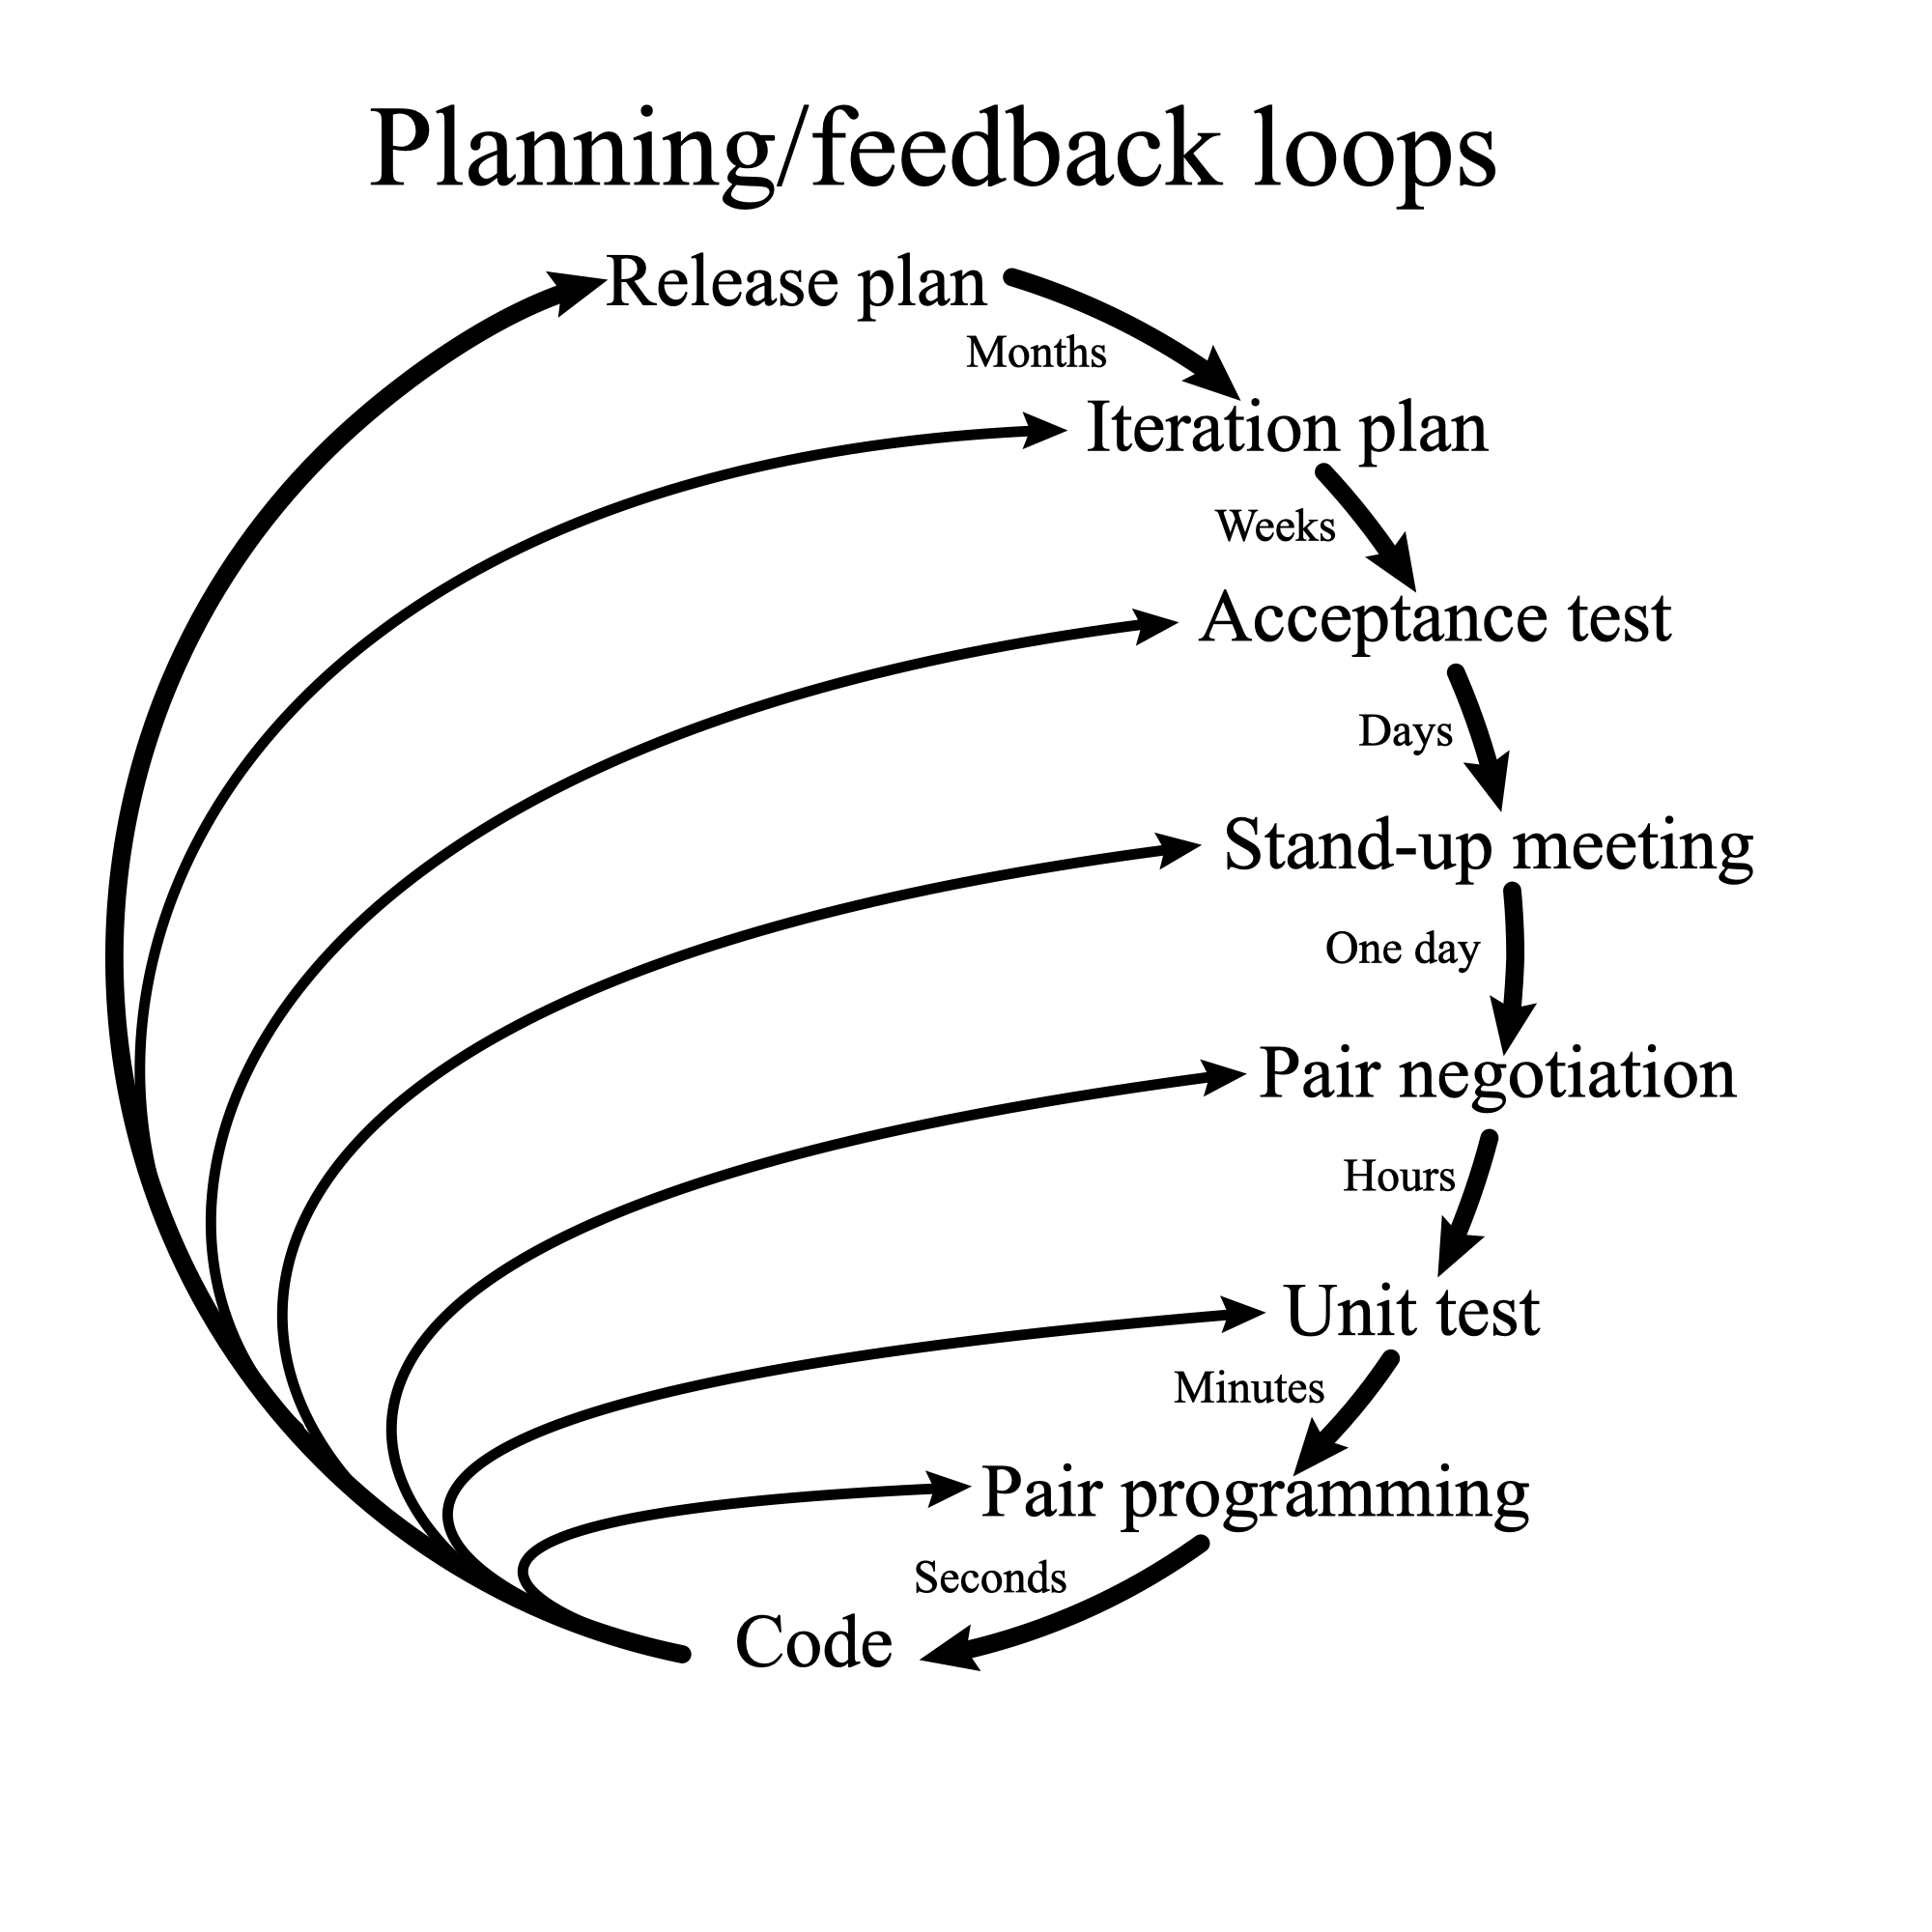 Planning/feedback loops
Release plan
Months
Iteration plan
Weeks
Acceptance test
Days
Stand-up meeting
One day
Pair negotiation
Hours
Unit test
Minutes
Pair programming
Seconds
Code